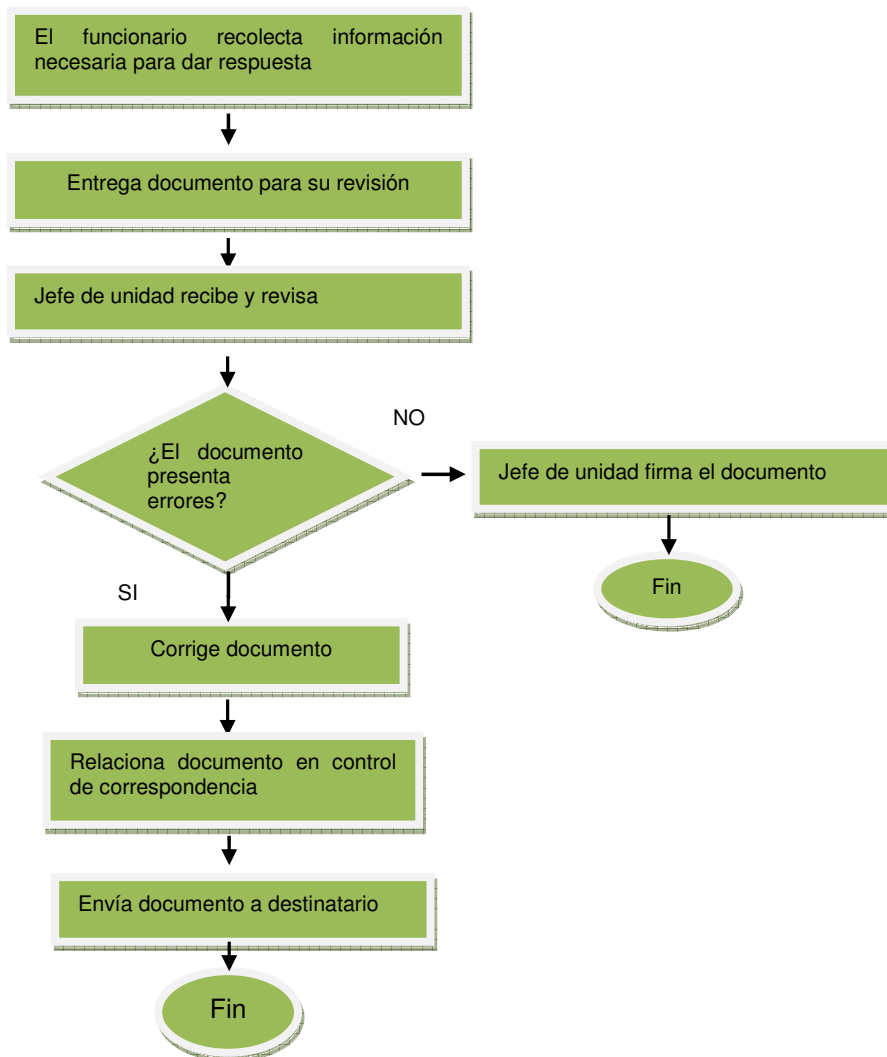 El funcionario recolecta información
necesaria para dar respuesta
Entrega documento para su revisión
Jefe de unidad recibe y revisa
NO
¿El documento
presenta
errores?
Jefe de unidad firma el documento
Fin
SI
Corrige documento
Relaciona documento en control
de correspondencia
Envía documento a destinatario
Fin